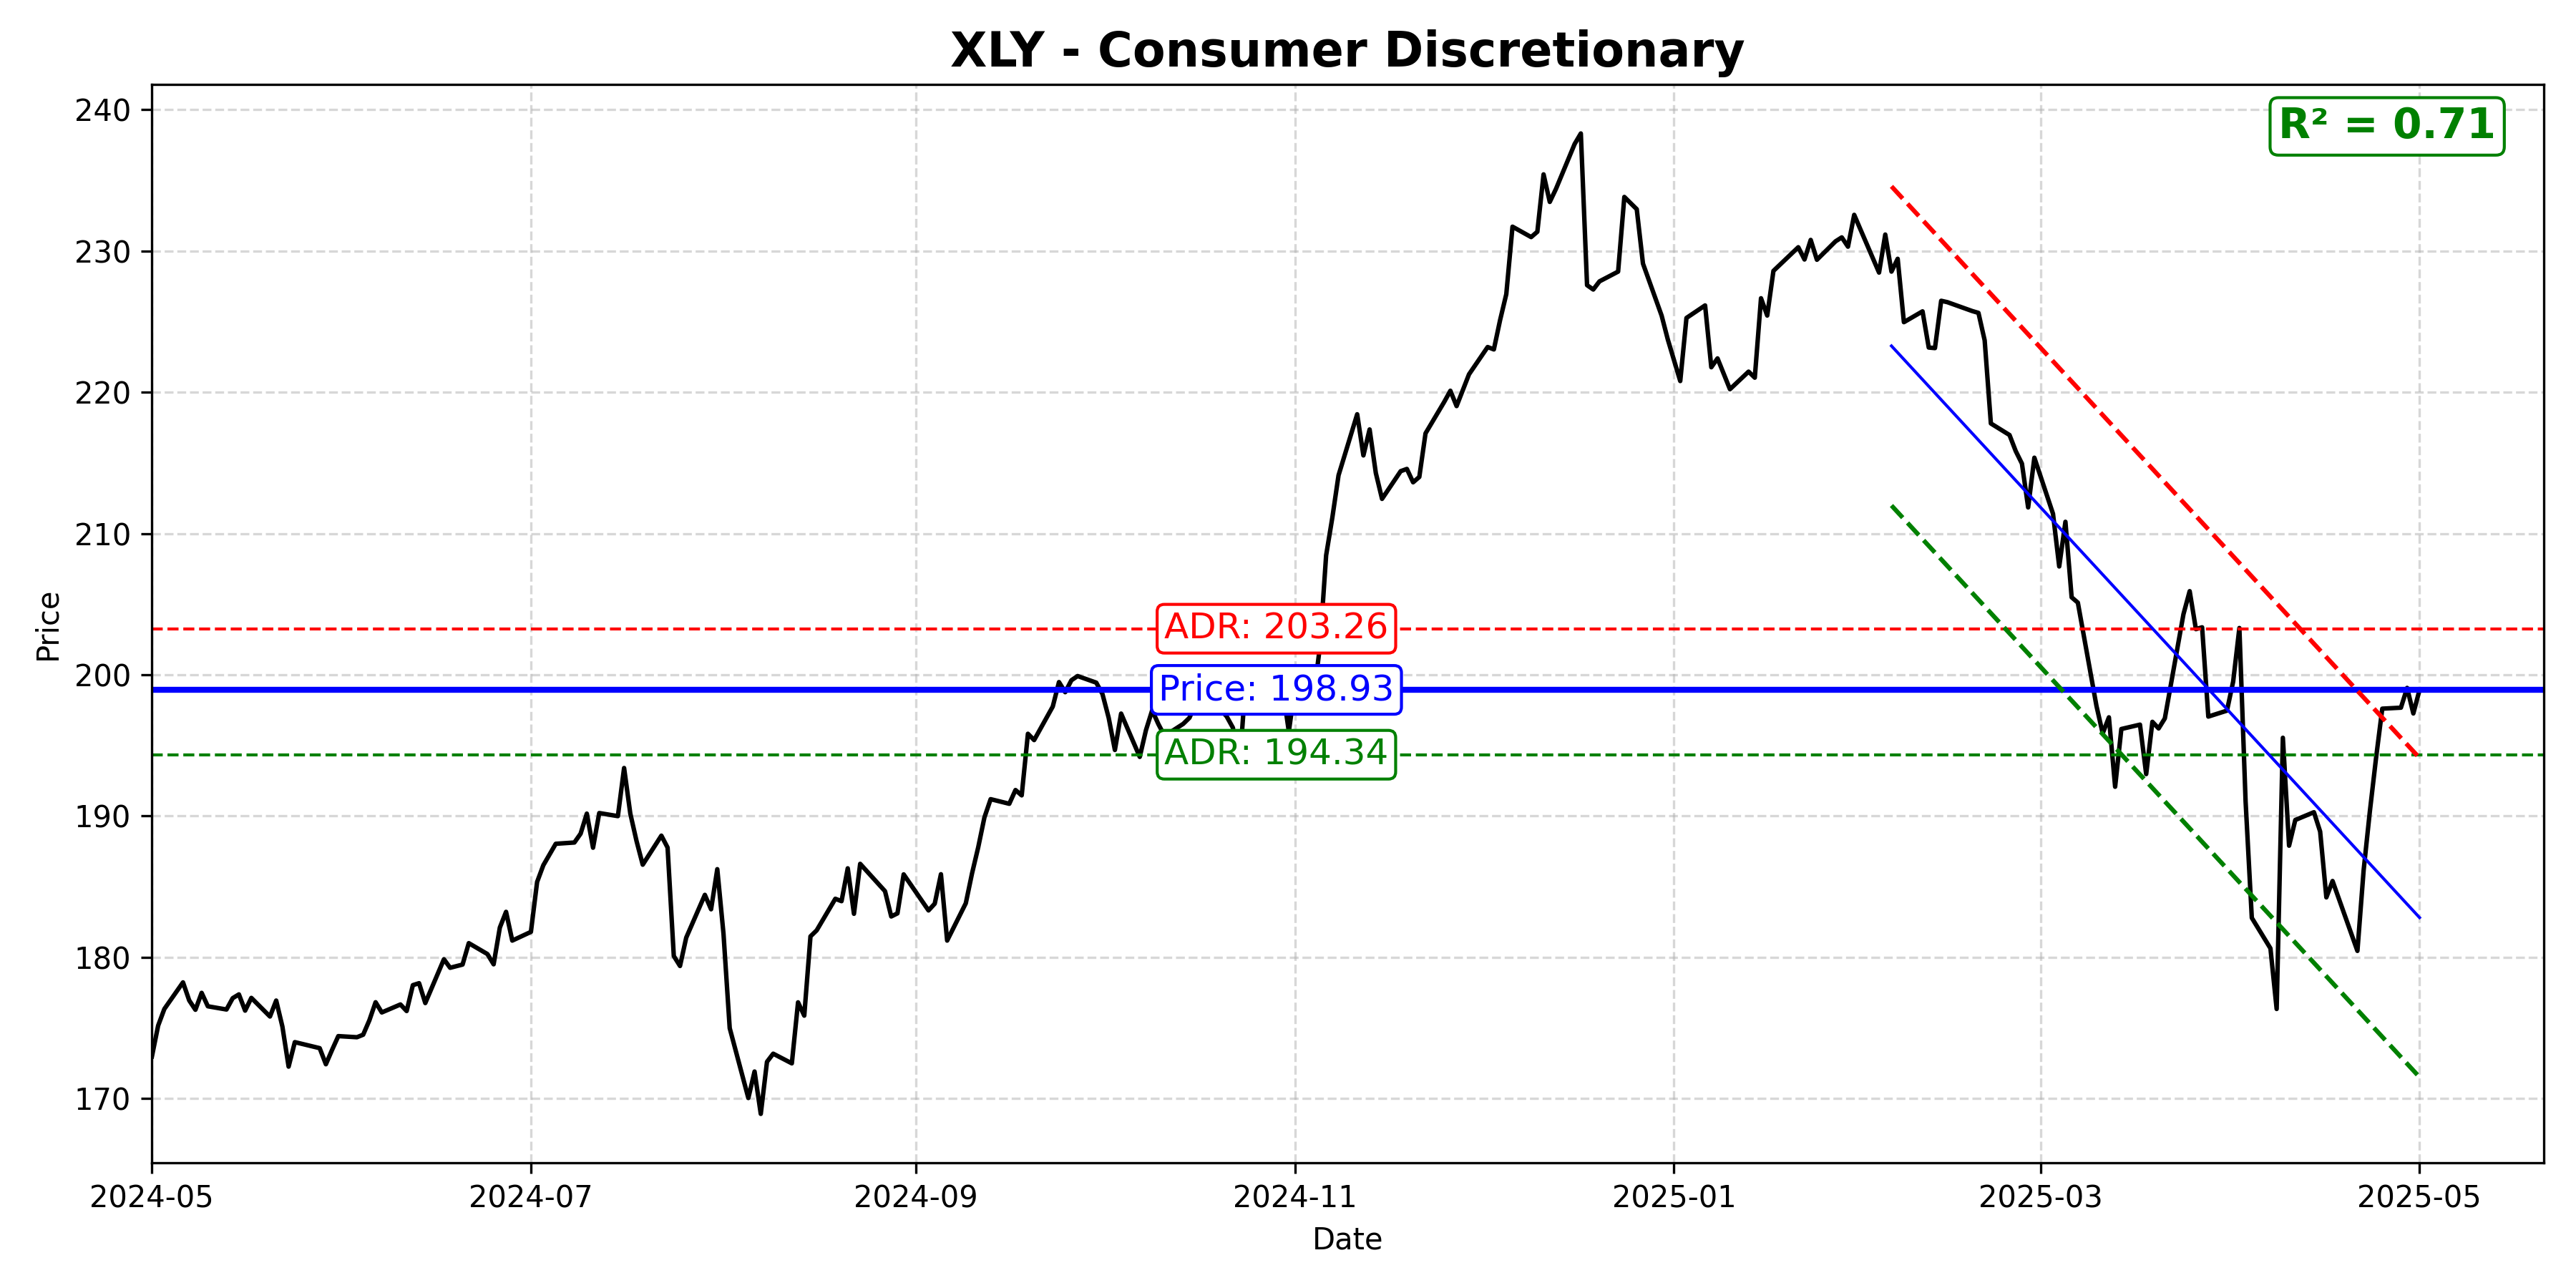 XLY - Consumer Discretionary
R² = 0.71
240
230
220
210
200
190
180
170
Price
ADR: 203.26
Price: 198.93
ADR: 194.34
2024-05
2024-07
2024-09
2024-11
2025-01
2025-03
2025-05
Date